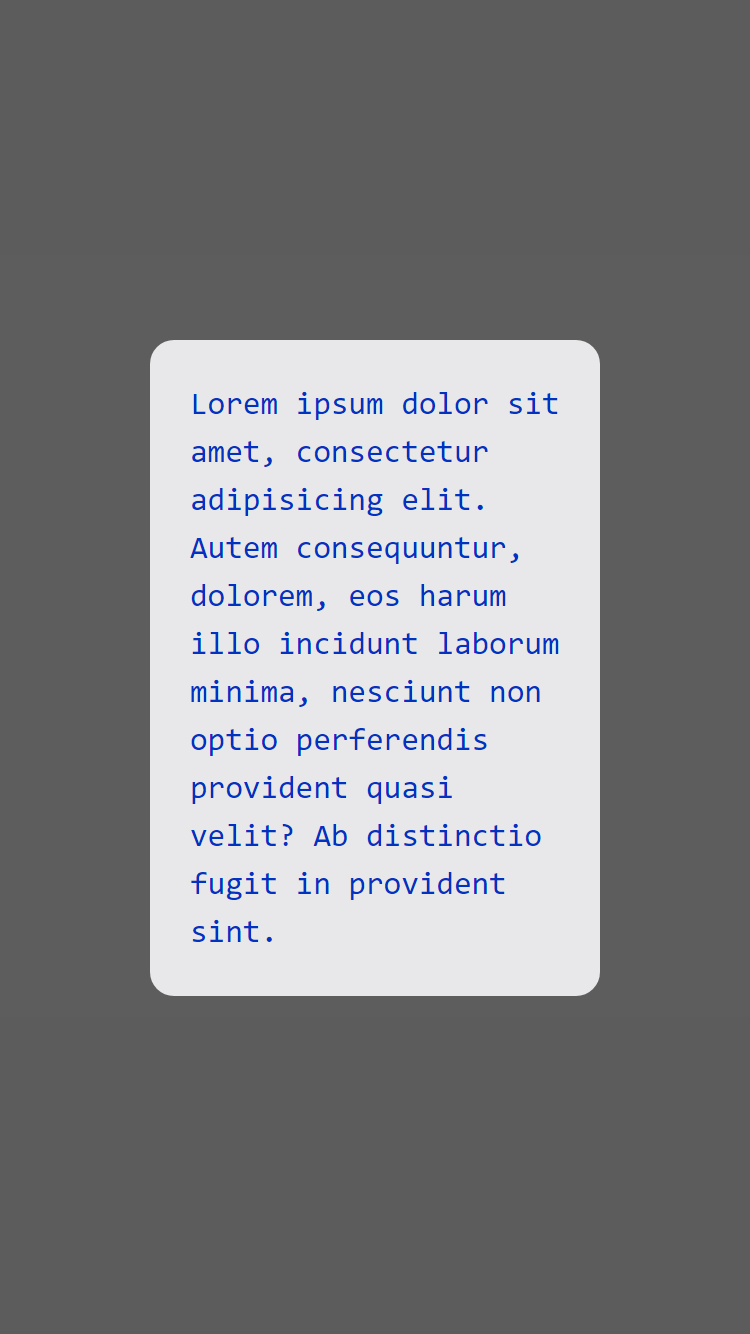 Lorem ipsum dolor sit
amet, consectetur
adipisicing elit.
Autem consequuntur,
dolorem, eos harum
illo incidunt laborum
minima, nesciunt non
optio perferendis
provident quasi
velit? Ab distinctio
fugit in provident
sint.